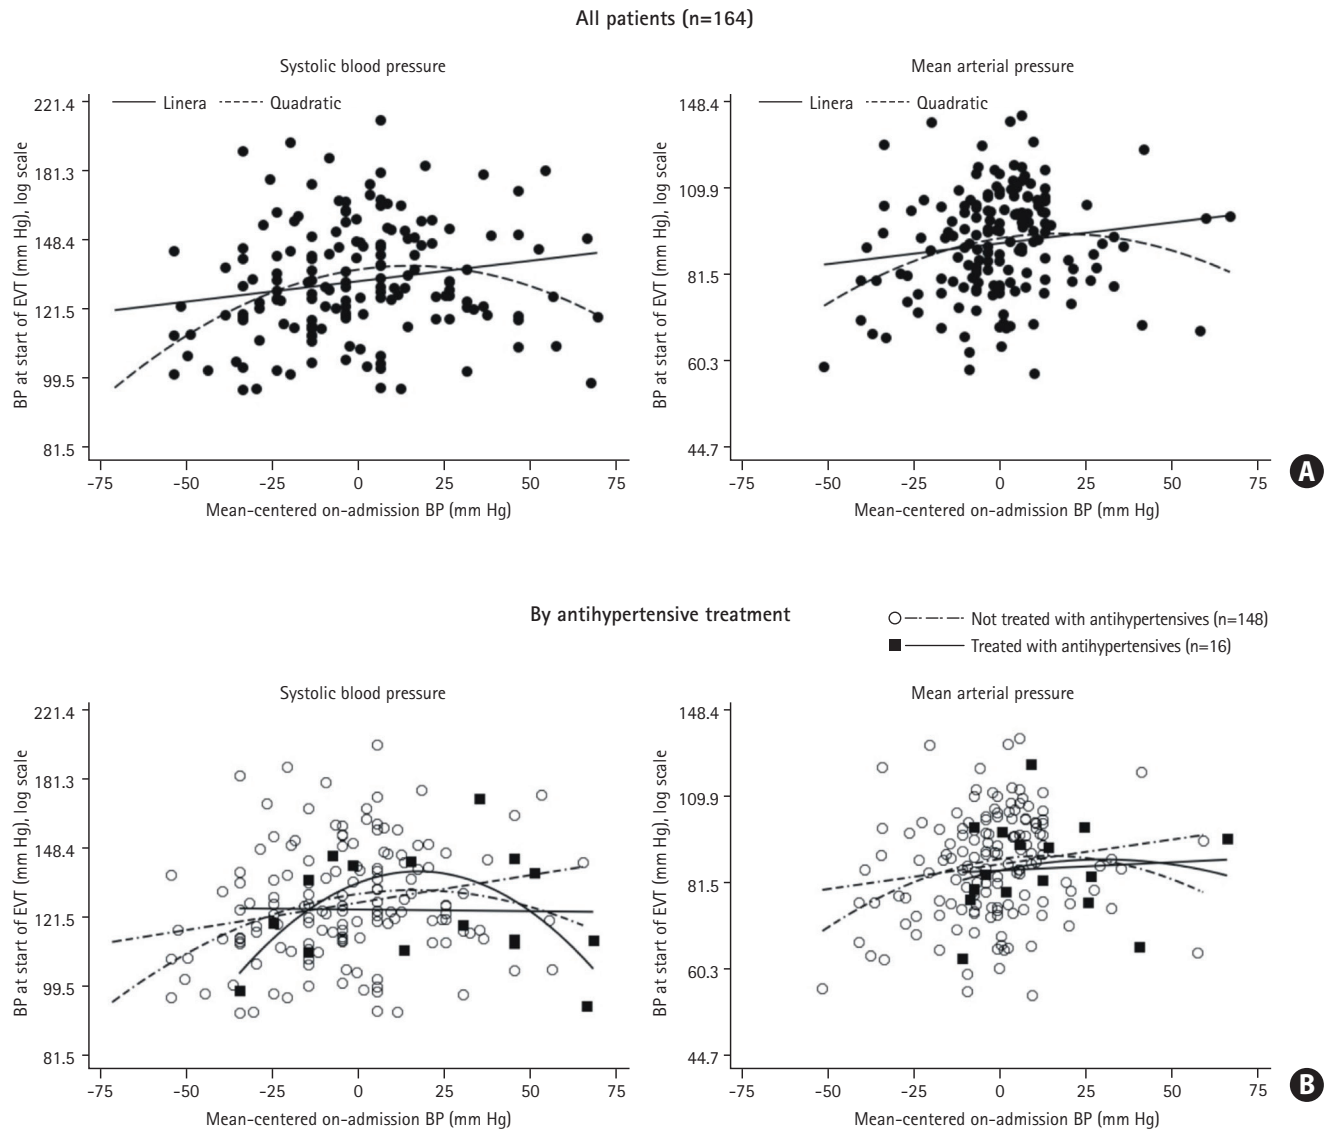 All patients (n=164)
Systolic blood pressure
Linera
Quadratic
BP at start of EVT (mm Hg), log scale
221.4
181.3
148.4
121.5
99.5
81.5
-75
-50
-25
0
25
50
75
Mean-centered on-admission BP (mm Hg)
Mean arterial pressure
Linera
Quadratic
BP at start of EVT (mm Hg), log scale
148.4
109.9
81.5
60.3
44.7
-75
-50
-25
0
25
50
75
Mean-centered on-admission BP (mm Hg)
A
By antihypertensive treatment
Not treated with antihypertensives (n=148)
Treated with antihypertensives (n=16)
Systolic blood pressure
BP at start of EVT (mm Hg), log scale
221.4
181.3
148.4
121.5
99.5
81.5
-75
-50
-25
0
25
50
75
Mean-centered on-admission BP (mm Hg)
Mean arterial pressure
BP at start of EVT (mm Hg), log scale
148.4
109.9
81.5
60.3
44.7
-75
-50
-25
0
25
50
75
Mean-centered on-admission BP (mm Hg)
B